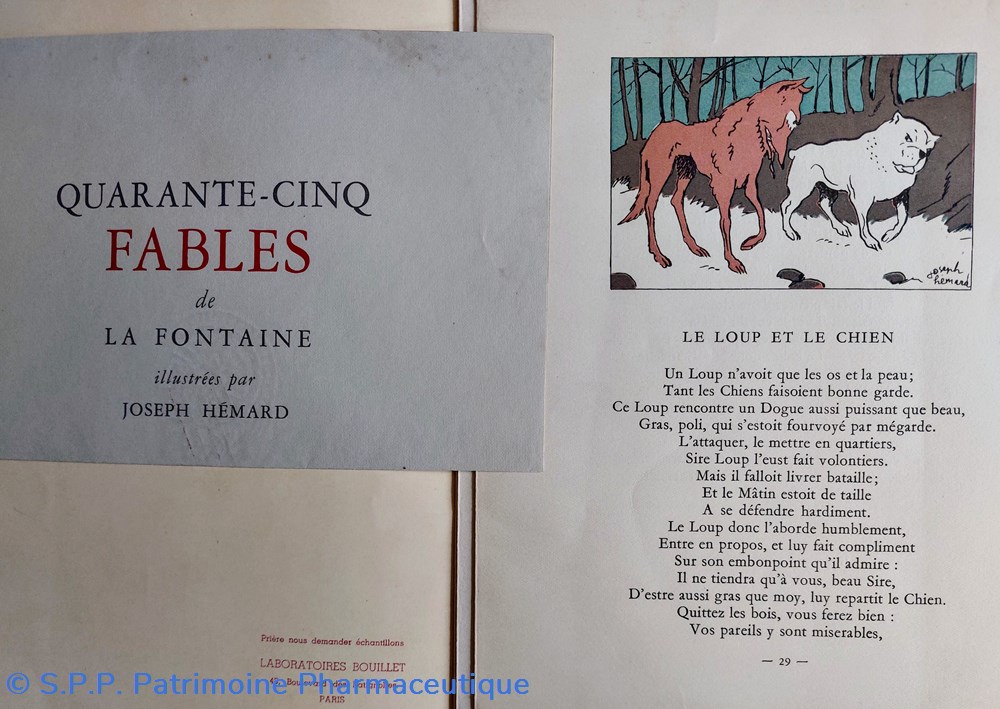 QUARANTE-CINQ
FABLES
de
LA FONTAINE
illustrées par
JOSEPH HÉMARD
Prière nous demander échantillons
LABORATOIRES BOUILLET
Boulevard des Batignolles
PARIS
joseph
hémard
LE LOUP ET LE CHIEN
Un Loup n'avoit que les os et la peau;
Tant les Chiens faisoient bonne garde.
Ce Loup rencontre un Dogue aussi puissant que beau,
Gras, poli, qui s'estoit fourvoyé par mégarde.
L'attaquer, le mettre en quartiers,
Sire Loup l'eust fait volontiers.
Mais il falloit livrer bataille;
Et le Mâtin estoit de taille
A se défendre hardiment.
Le Loup donc l'aborde humblement,
Entre en propos, et luy fait compliment
Sur son embonpoint qu'il admire :
Il ne tiendra qu'à vous, beau Sire,
D'estre aussi gras que moy, luy repartit le Chien.
Quittez les bois, vous ferez bien :
Vos pareils y sont miserables,
— 29 —
© S.P.P. Patrimoine Pharmaceutique